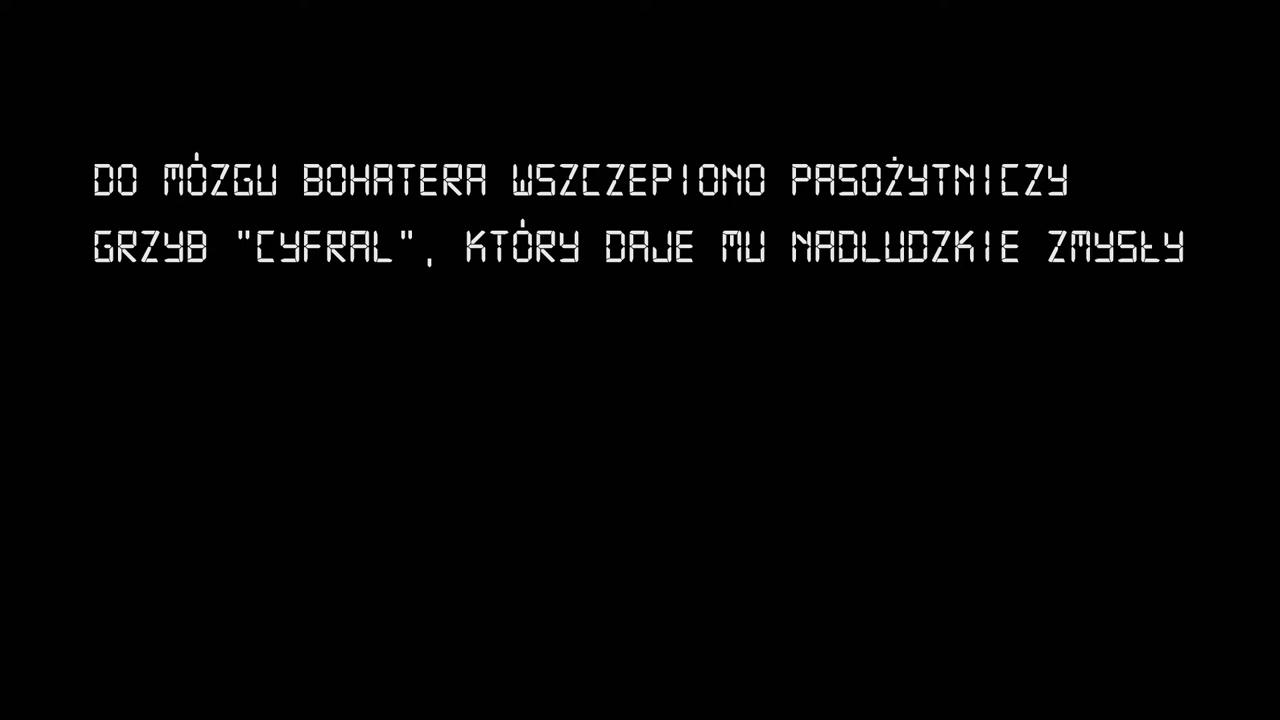 DO MÓZGU BOHATERA WSZCZEPIONO PASOŻYTNICZY
GRZYB "CYFRAL", KTÓRY DAJE MU NADLUDZKIE ZMYSŁY